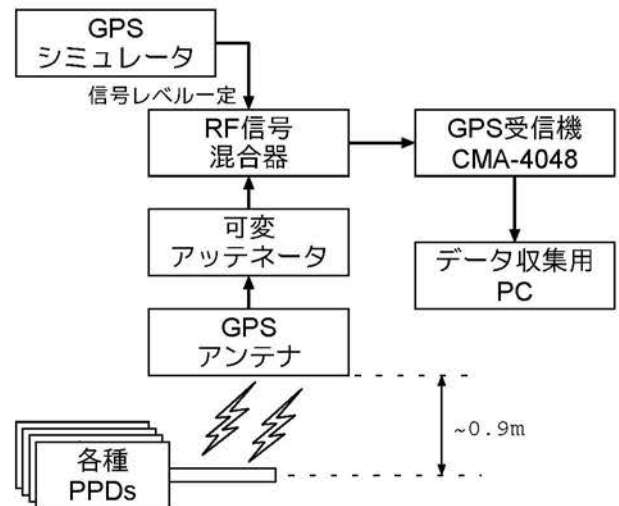 GPS
シミュレータ
信号レベル一定
RF信号
混合器
GPS受信機
CMA-4048
可変
アッテネータ
データ収集用
PC
GPS
アンテナ
~0.9m
各種
PPDs